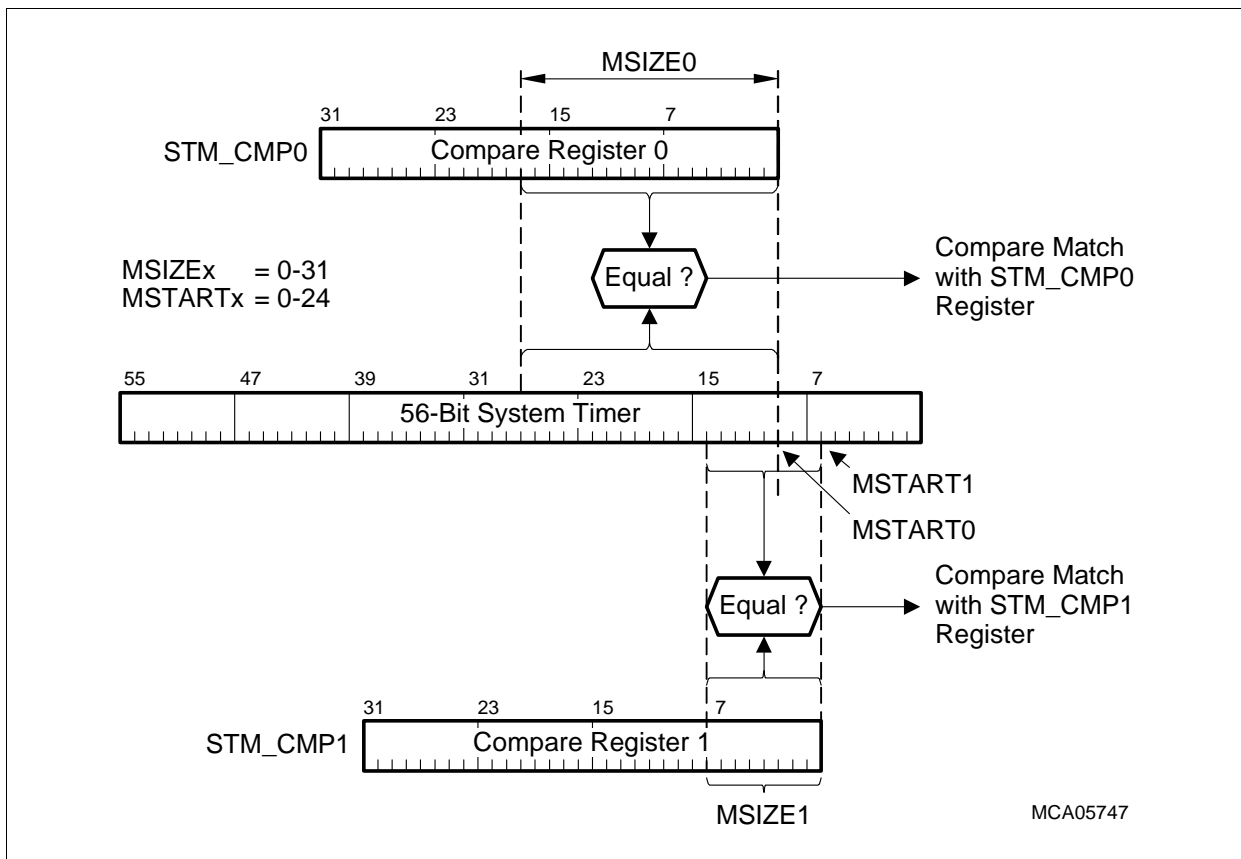 MSIZE0
31 23 15 7
STM_CMP0 Compare Register 0
MSIZEx = 0-31
MSTARTx = 0-24
Equal ?
Compare Match
with STM_CMP0
Register
55 47 39 31 23 15 7
56-Bit System Timer
MSTART1
MSTART0
Equal ?
Compare Match
with STM_CMP1
Register
31 23 15 7
STM_CMP1 Compare Register 1
MSIZE1
MCA05747